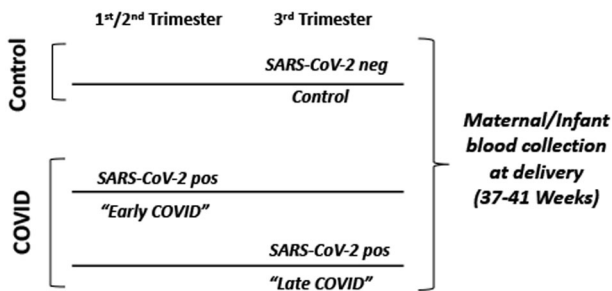 1st/2nd Trimester 3rd Trimester
Control
SARS-CoV-2 neg
Control
Maternal/Infant
blood collection
at delivery
(37-41 Weeks)
COVID
SARS-CoV-2 pos
“Early COVID”
SARS-CoV-2 pos
“Late COVID”